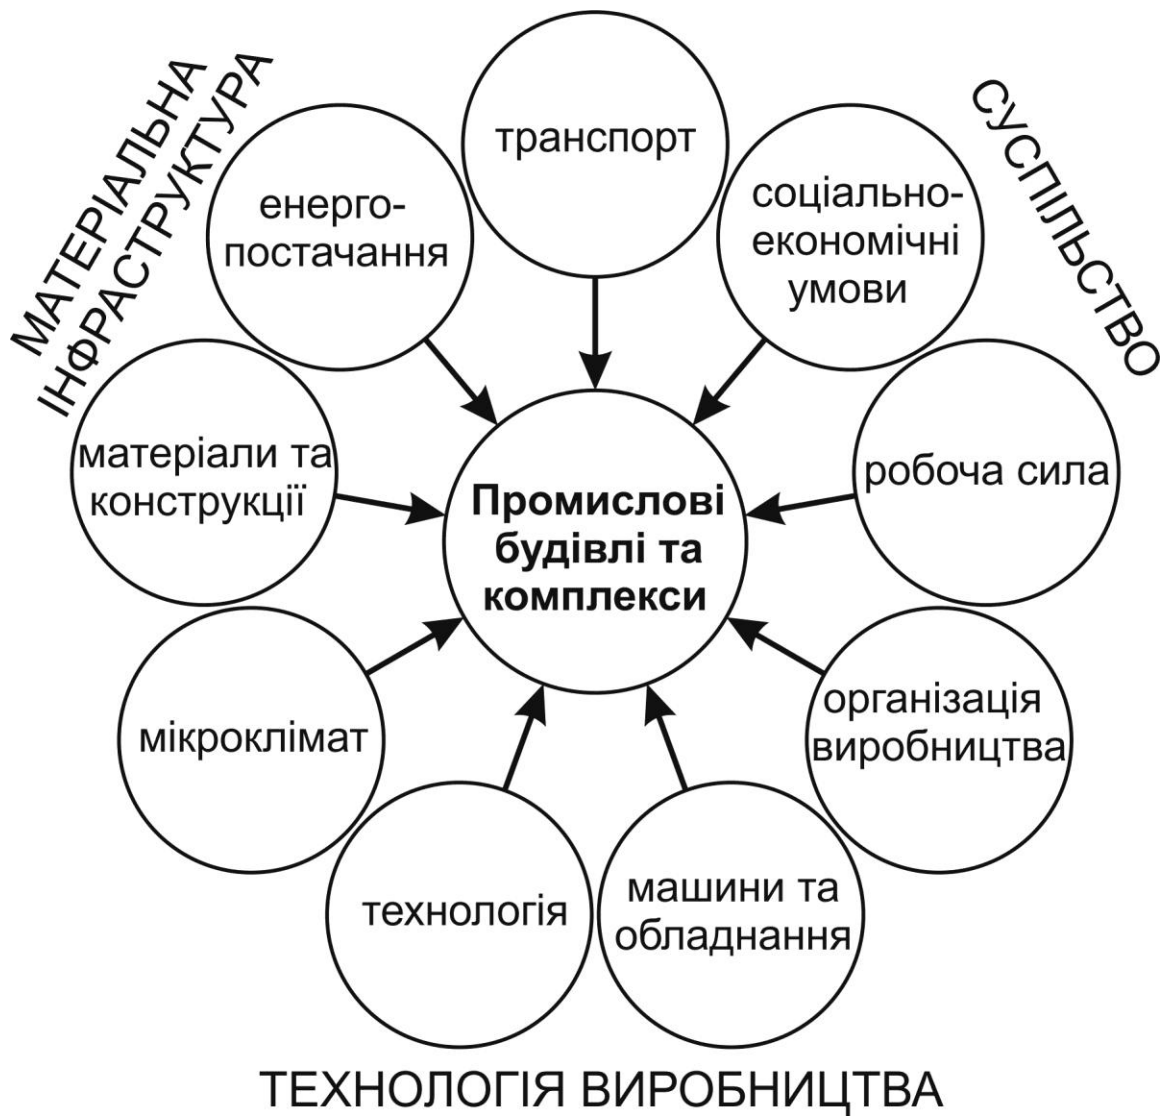 МАТЕРІАЛЬНА
ІНФРАСТРУКТУРА
СУСПІЛЬСТВО
транспорт
енерго-
постачання
соціально-
економічні
умови
матеріали та
конструкції
робоча сила
Промислові
будівлі та
комплекси
мікроклімат
організація
виробництва
технологія
машини та
обладнання
ТЕХНОЛОГІЯ ВИРОБНИЦТВА